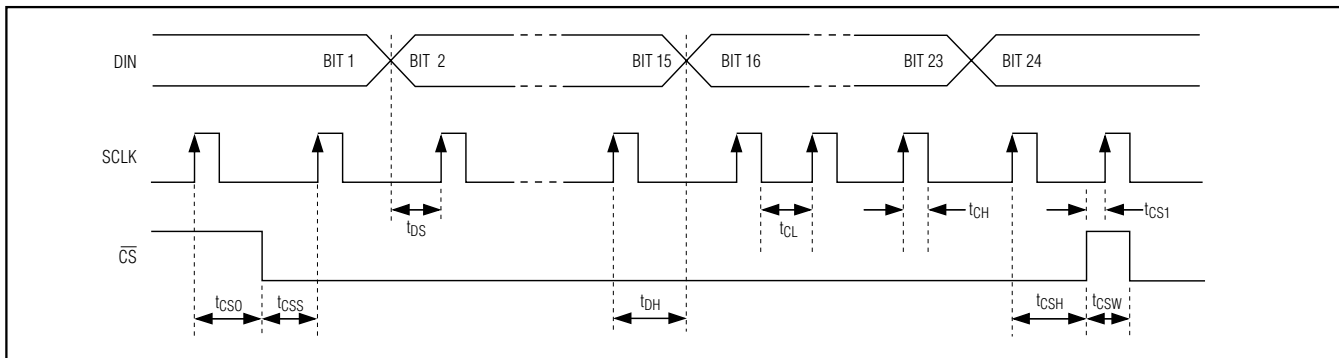 DIN
BIT 1
BIT 2
BIT 15
BIT 16
BIT 23
BIT 24
SCLK
tDS
tCL
tCH
tCS1
CS
tCS0
tCSS
tDH
tCSH
tCSW